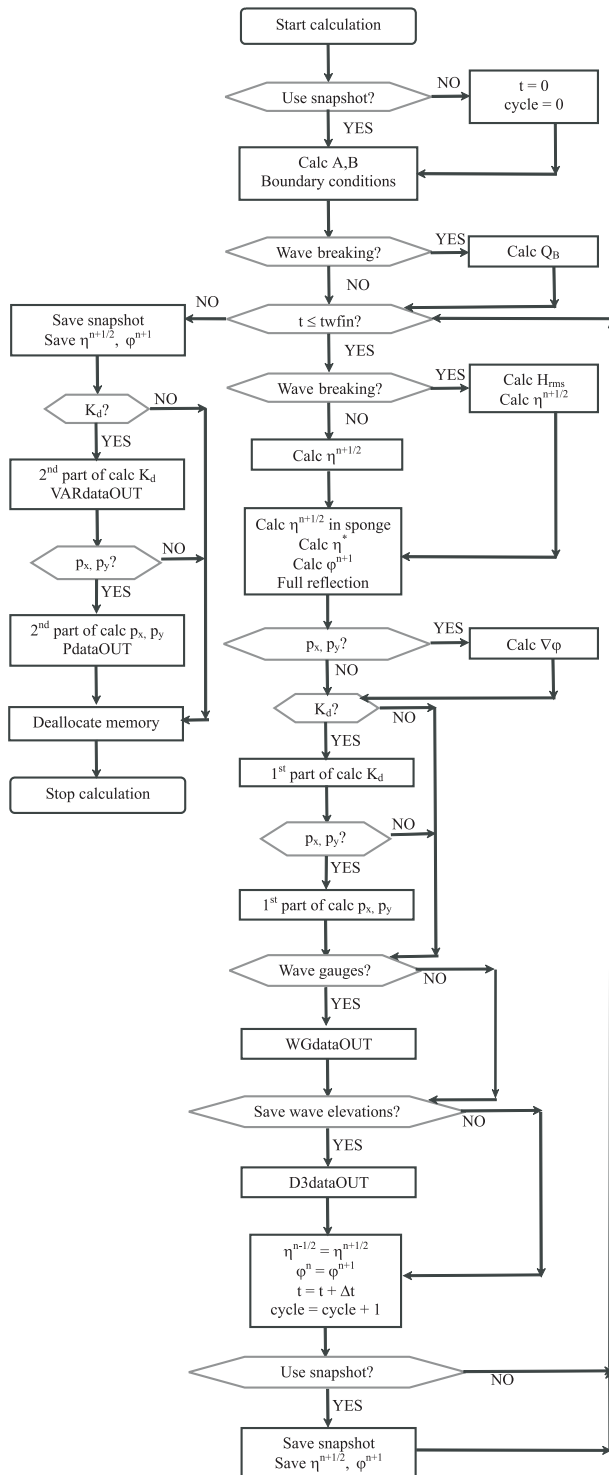 Start calculation
Use snapshot?
NO
t = 0
cycle = 0
YES
Calc A,B
Boundary conditions
Wave breaking?
YES
Calc Q_B
NO
t ≤ twfin?
NO
Save snapshot
Save η^{n+1/2}, φ^{n+1}
YES
Wave breaking?
YES
Calc H_{rms}
Calc η^{n+1/2}
NO
K_d?
NO
YES
Calc η^{n+1/2}
2^{nd} part of calc K_d
VARdataOUT
Calc η^{n+1/2} in sponge
Calc η^*
Calc φ^{n+1}
Full reflection
p_x, p_y?
NO
YES
2^{nd} part of calc p_x, p_y
PdataOUT
p_x, p_y?
YES
Calc ∇φ
NO
Deallocate memory
K_d?
NO
YES
Stop calculation
1^{st} part of calc K_d
p_x, p_y?
NO
YES
1^{st} part of calc p_x, p_y
Wave gauges?
NO
YES
WGdataOUT
Save wave elevations?
NO
YES
D3dataOUT
η^{n-1/2} = η^{n+1/2}
φ^n = φ^{n+1}
t = t + Δt
cycle = cycle + 1
Use snapshot?
NO
YES
Save snapshot
Save η^{n+1/2}, φ^{n+1}